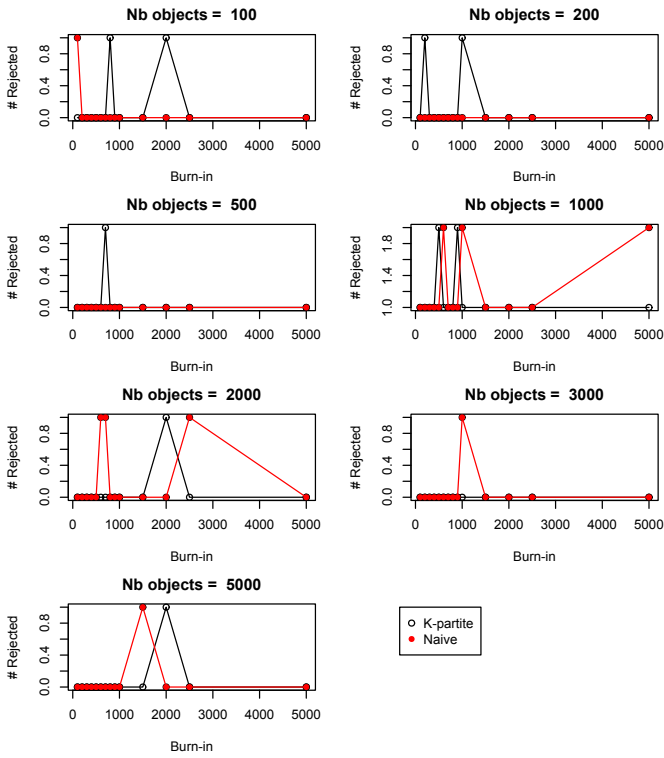 Nb objects = 100
# Rejected
0.0 0.4 0.8
0 1000 2000 3000 4000 5000
Burn-in
Nb objects = 200
# Rejected
0.0 0.4 0.8
0 1000 2000 3000 4000 5000
Burn-in
Nb objects = 500
# Rejected
0.0 0.4 0.8
0 1000 2000 3000 4000 5000
Burn-in
Nb objects = 1000
# Rejected
1.0 1.4 1.8
0 1000 2000 3000 4000 5000
Burn-in
Nb objects = 2000
# Rejected
0.0 0.4 0.8
0 1000 2000 3000 4000 5000
Burn-in
Nb objects = 3000
# Rejected
0.0 0.4 0.8
0 1000 2000 3000 4000 5000
Burn-in
Nb objects = 5000
# Rejected
0.0 0.4 0.8
0 1000 2000 3000 4000 5000
Burn-in
K-partite
Naive